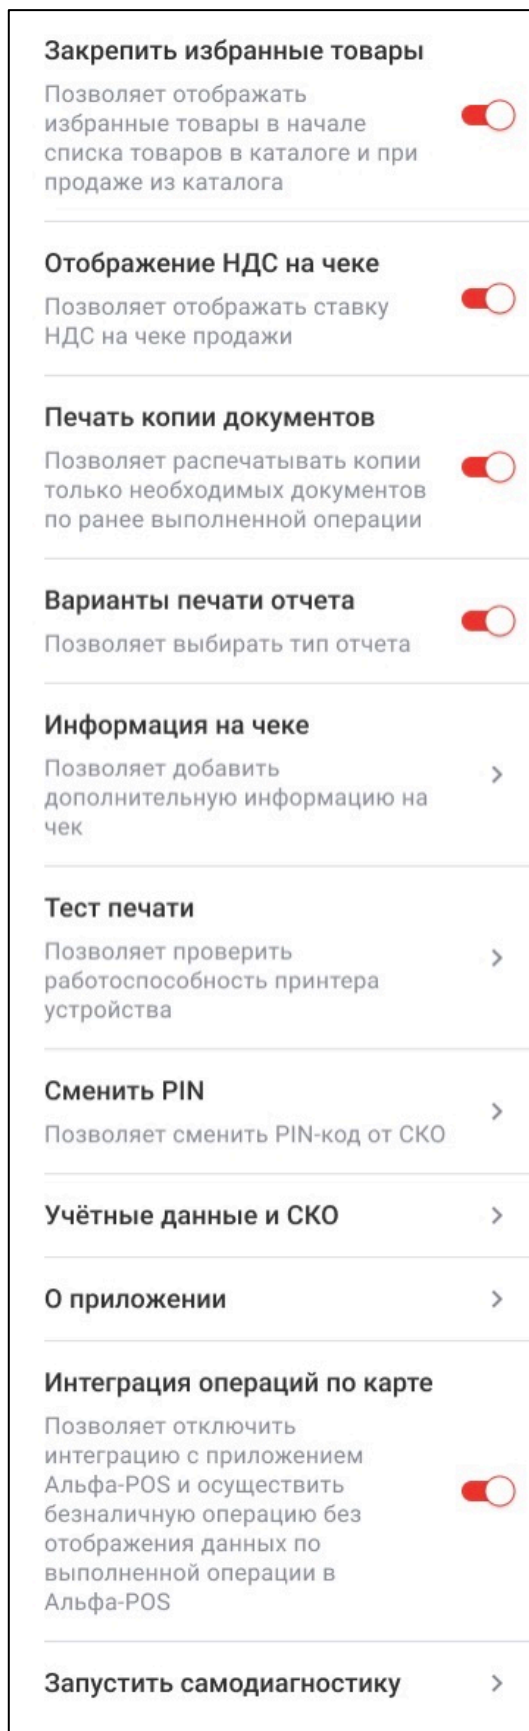 Закрепить избранные товары
Позволяет отображать
избранные товары в начале
списка товаров в каталоге и при
продаже из каталога
Отображение НДС на чеке
Позволяет отображать ставку
НДС на чеке продажи
Печать копии документов
Позволяет распечатывать копии
только необходимых документов
по ранее выполненной операции
Варианты печати отчета
Позволяет выбирать тип отчета
Информация на чеке
Позволяет добавить
дополнительную информацию на
чек
Тест печати
Позволяет проверить
работоспособность принтера
устройства
Сменить PIN
Позволяет сменить PIN-код от СКО
Учётные данные и СКО
О приложении
Интеграция операций по карте
Позволяет отключить
интеграцию с приложением
Альфа-POS и осуществить
безналичную операцию без
отображения данных по
выполненной операции в
Альфа-POS
Запустить самодиагностику